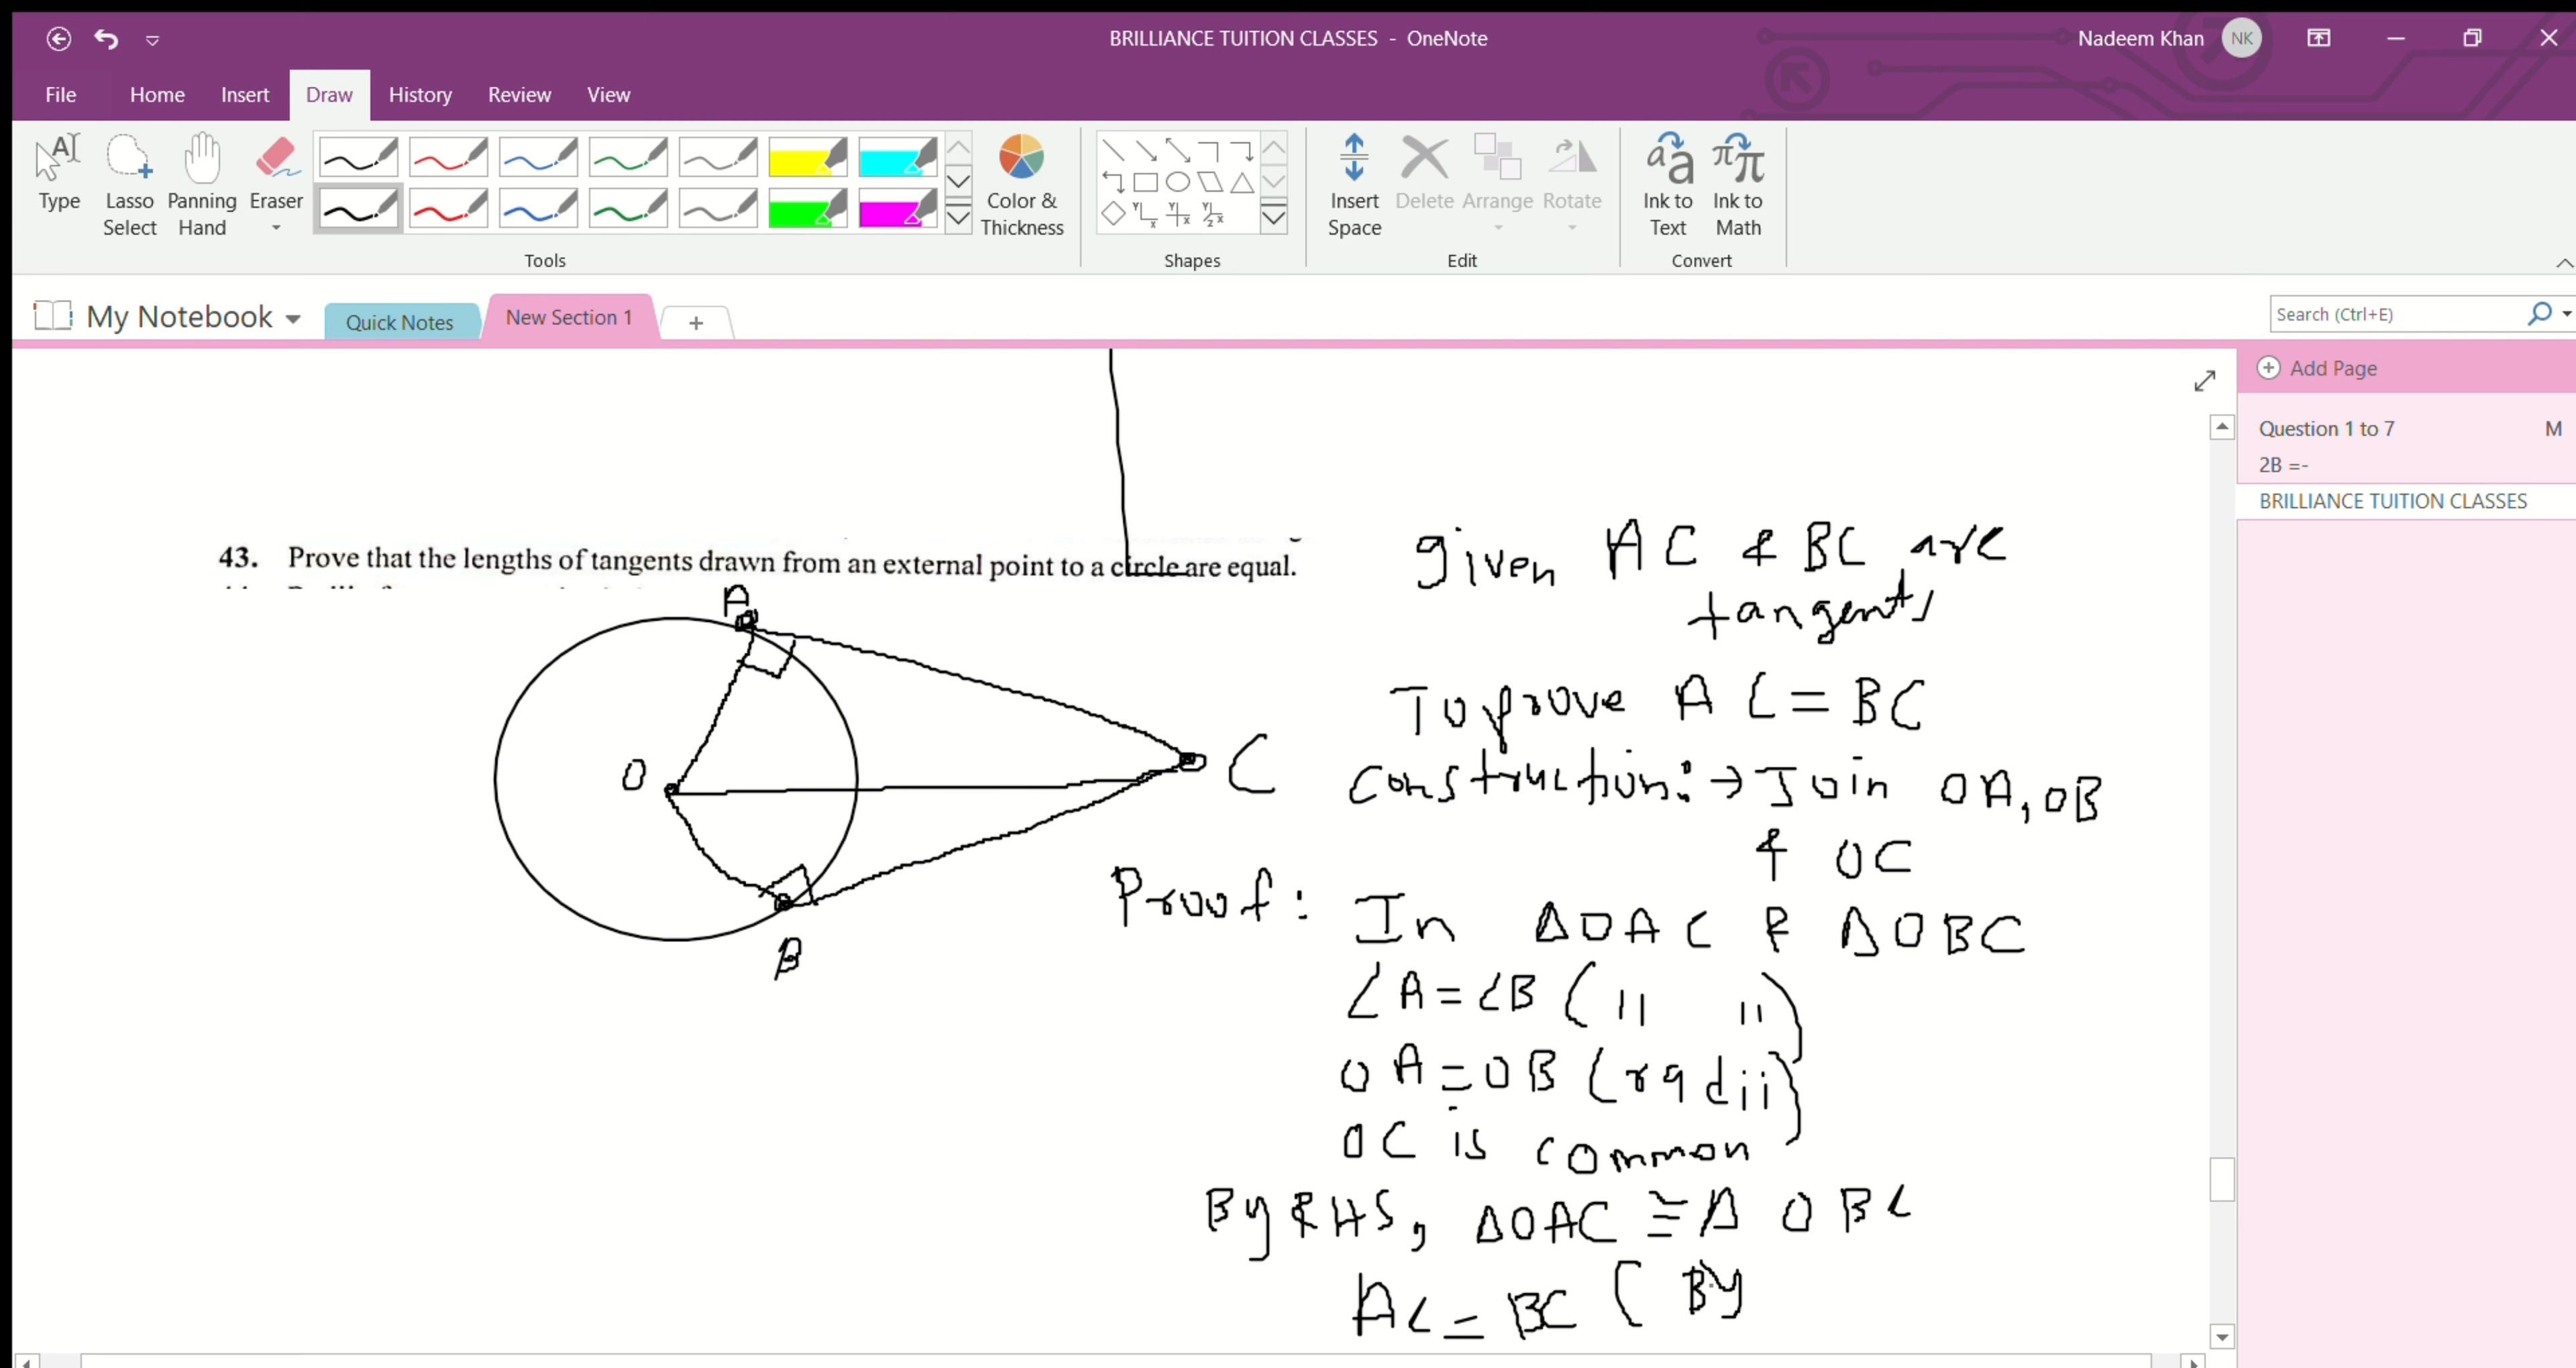 BRILLIANCE TUITION CLASSES - OneNote
Nadeem Khan NK
File Home Insert Draw History Review View
Type Lasso Select Panning Hand Eraser Color & Thickness Insert Space Delete Arrange Rotate Ink to Text Ink to Math
Tools Shapes Edit Convert
My Notebook Quick Notes New Section 1 +
Search (Ctrl+E)
Add Page
Question 1 to 7 M
2B =-
BRILLIANCE TUITION CLASSES
43. Prove that the lengths of tangents drawn from an external point to a circle are equal.
A
O
C
B
given AC & BC are
tangents
To prove AC = BC
Construction: → Join OA, OB
& OC
Proof: In ΔOAC & ΔOBC
∠A = ∠B ( || || )
OA = OB (radii)
OC is common
By RHS, ΔOAC ≅ Δ OBC
AC = BC ( By